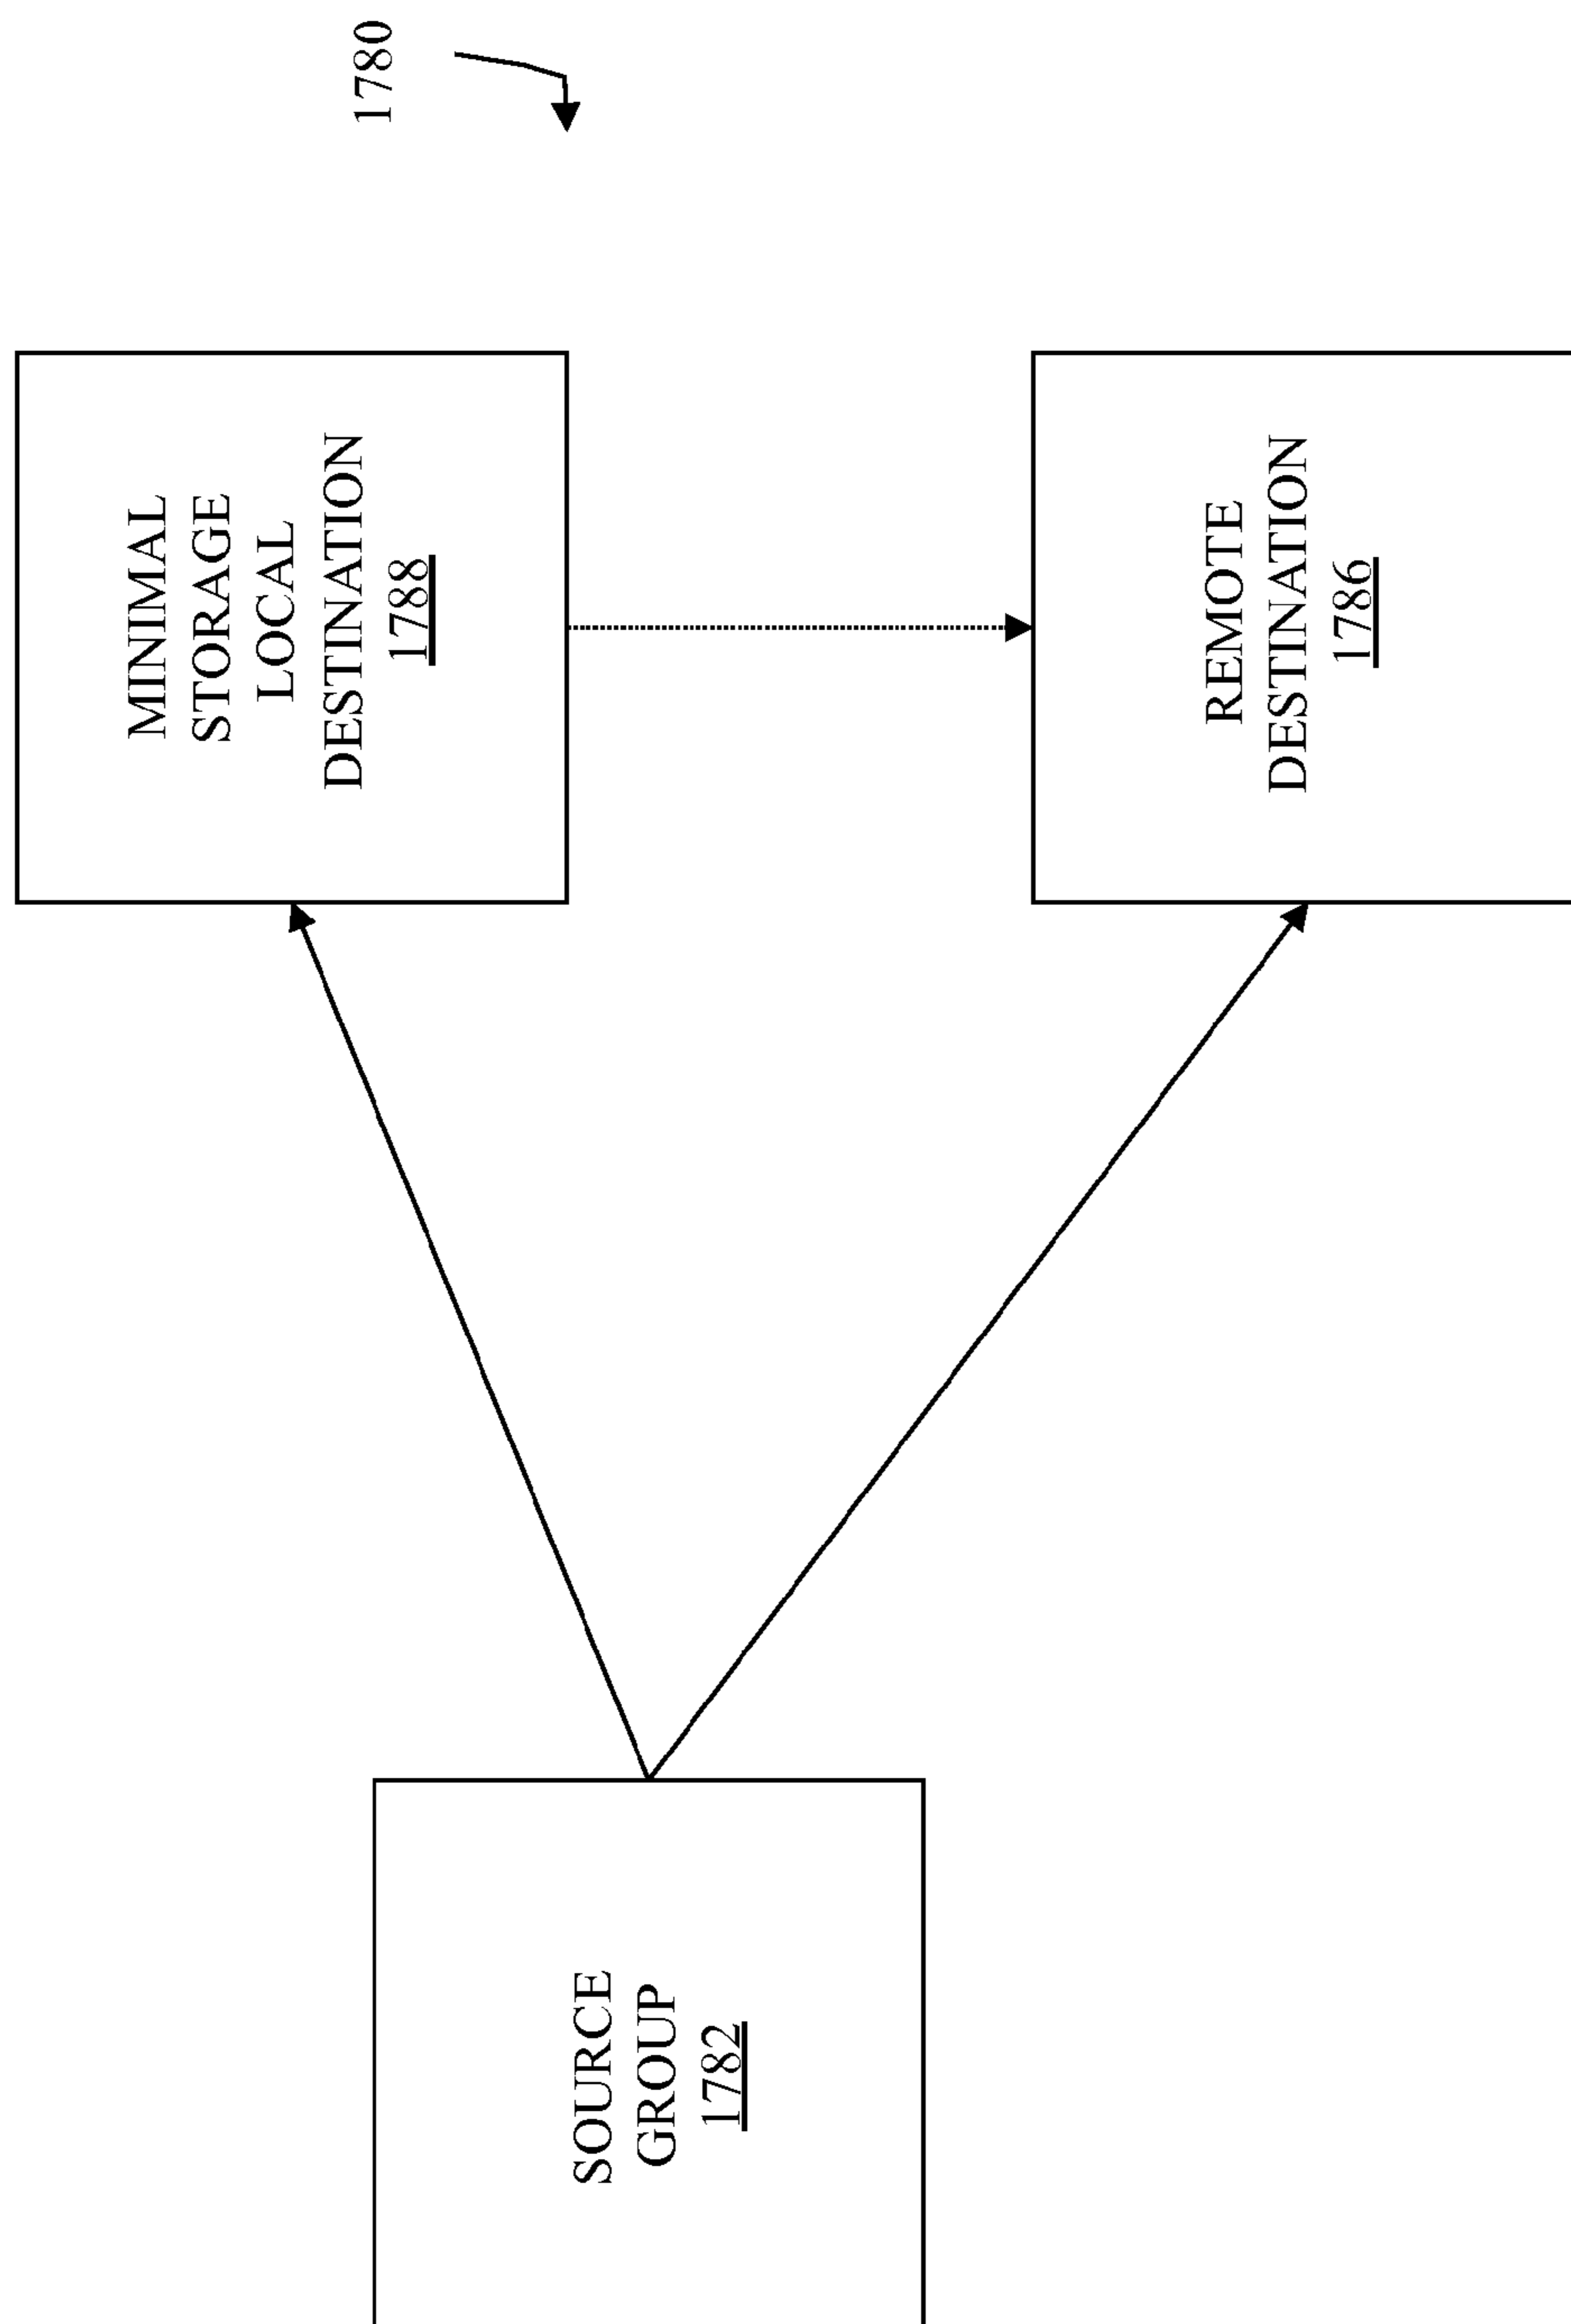 1780
MINIMAL
STORAGE
LOCAL
DESTINATION
1788
SOURCE
GROUP
1782
REMOTE
DESTINATION
1786